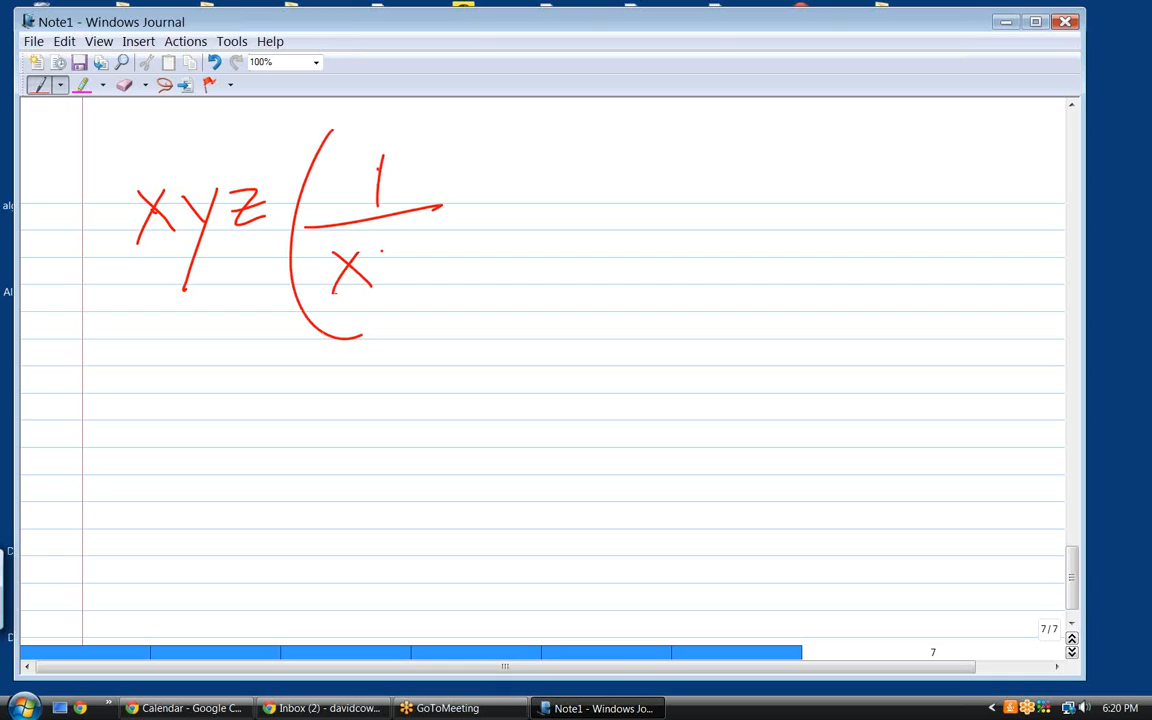 Note1 - Windows Journal
File Edit View Insert Actions Tools Help
100%
xyz( 1
x
7/7
7
Calendar - Google C...
Inbox (2) - davidcow...
GoToMeeting
Note1 - Windows Jo...
6:20 PM